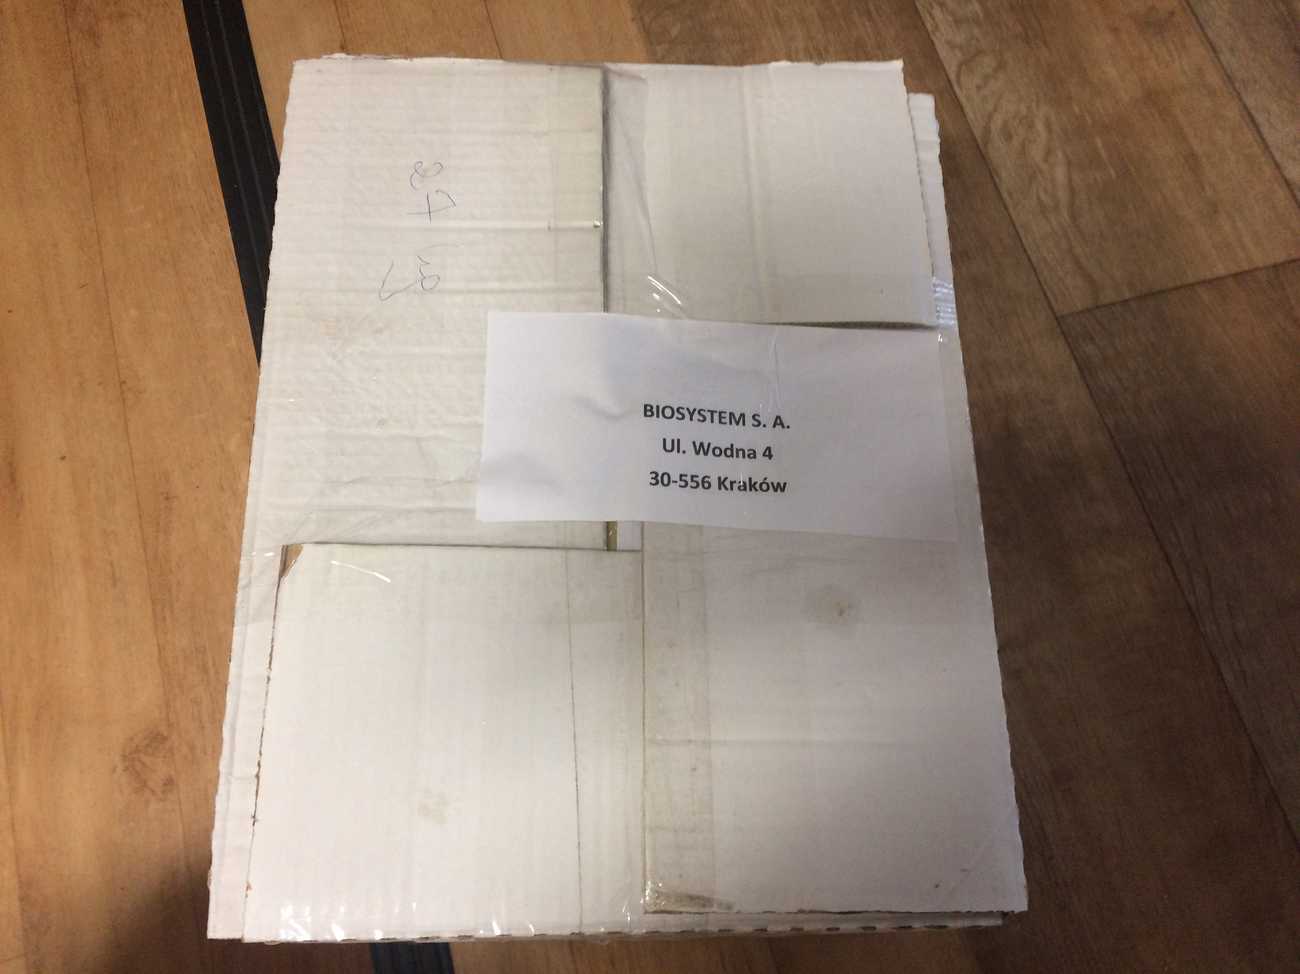 BIOSYSTEM S. A.
Ul. Wodna 4
30-556 Kraków